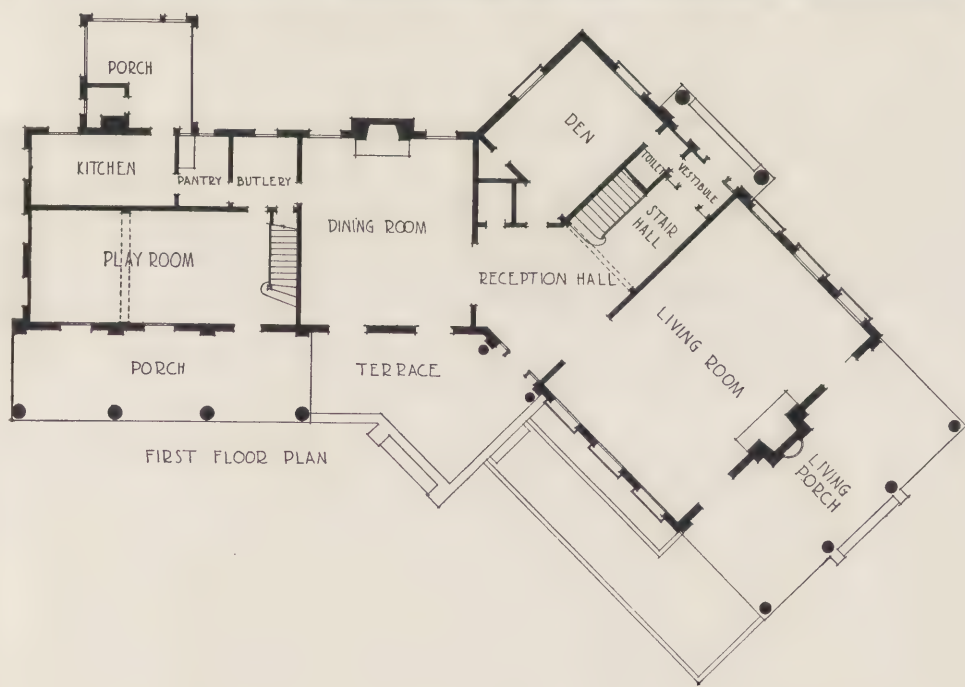 PORCH
DEN
KITCHEN
PANTRY
BUTLERY
TOILET
VESTIBULE
STAIR
HALL
DINING ROOM
PLAY ROOM
RECEPTION HALL
LIVING ROOM
PORCH
TERRACE
LIVING
PORCH
FIRST FLOOR PLAN